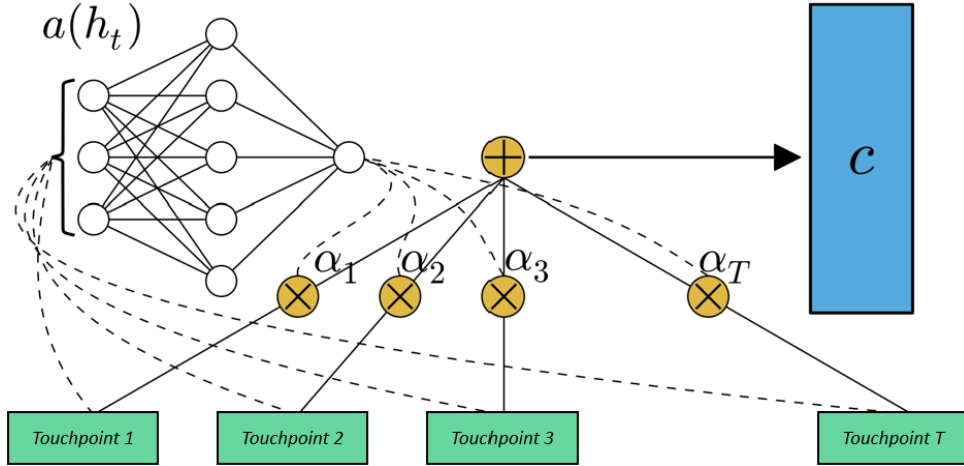 a(h_t)
c
α_1
α_2
α_3
α_T
Touchpoint 1
Touchpoint 2
Touchpoint 3
Touchpoint T